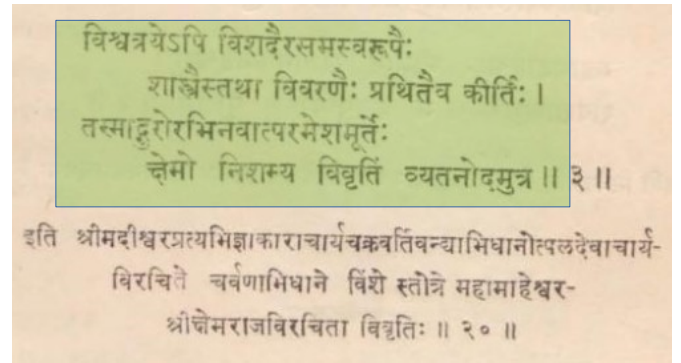 विश्वत्रयेऽपि विशदैरसमस्वरूपैः
शास्त्रैस्तथा विवरणैः प्रथितैव कीर्तिः ।
तस्माद्गुरोरभिनवात्परमेशमूर्तेः
क्षेमो निशम्य विवृतिं व्यतनोदमुत्र ॥ ३ ॥
इति श्रीमदीश्वरप्रत्यभिज्ञाकाराचार्यचक्रवर्तिवन्द्याभिधानोत्पलदेवाचार्य-
विरचिते चर्वणाभिधाने विंशे स्तोत्रे महामाहेश्वर-
श्रीक्षेमराजविरचिता विवृतिः ॥ २० ॥